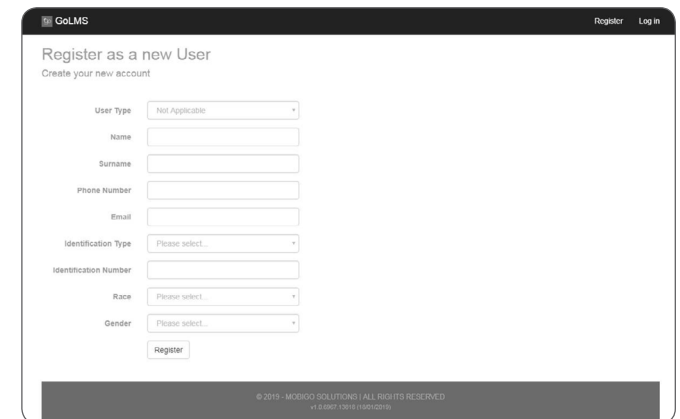 GoLMS Register Log in
Register as a new User
Create your new account
User Type Not Applicable
Name
Surname
Phone Number
Email
Identification Type Please select...
Identification Number
Race Please select...
Gender Please select...
Register
© 2019 - MOBIGO SOLUTIONS | ALL RIGHTS RESERVED